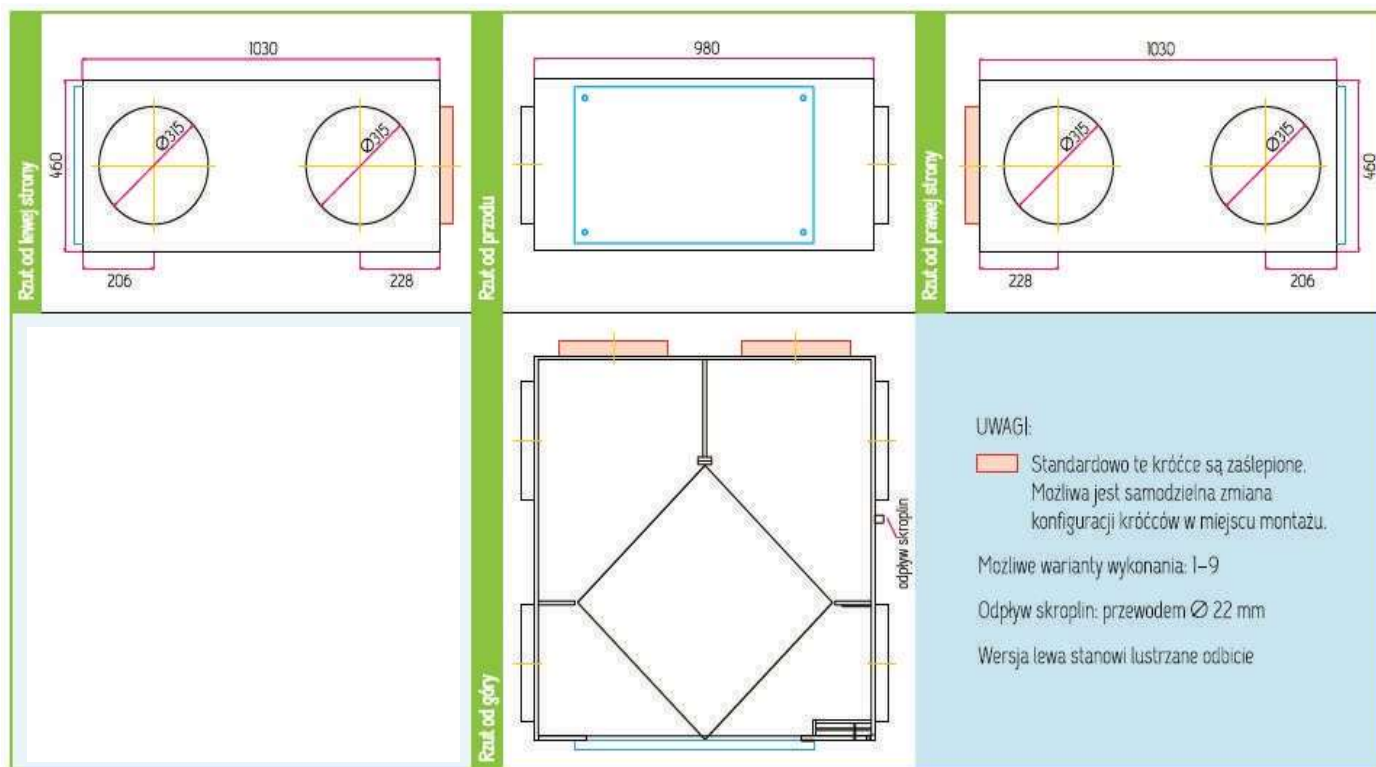 Rzut od lewej strony
1030
460
Ø315
Ø315
206
228
Rzut od przodu
980
Rzut od prawej strony
1030
Ø315
Ø315
460
228
206
Rzut od góry
odpływ skroplin
UWAGI:
Standardowo te króćce są zaślepione.
Możliwa jest samodzielna zmiana
konfiguracji króćców w miejscu montażu.
Możliwe warianty wykonania: 1–9
Odpływ skroplin: przewodem Ø 22 mm
Wersja lewa stanowi lustrzane odbicie